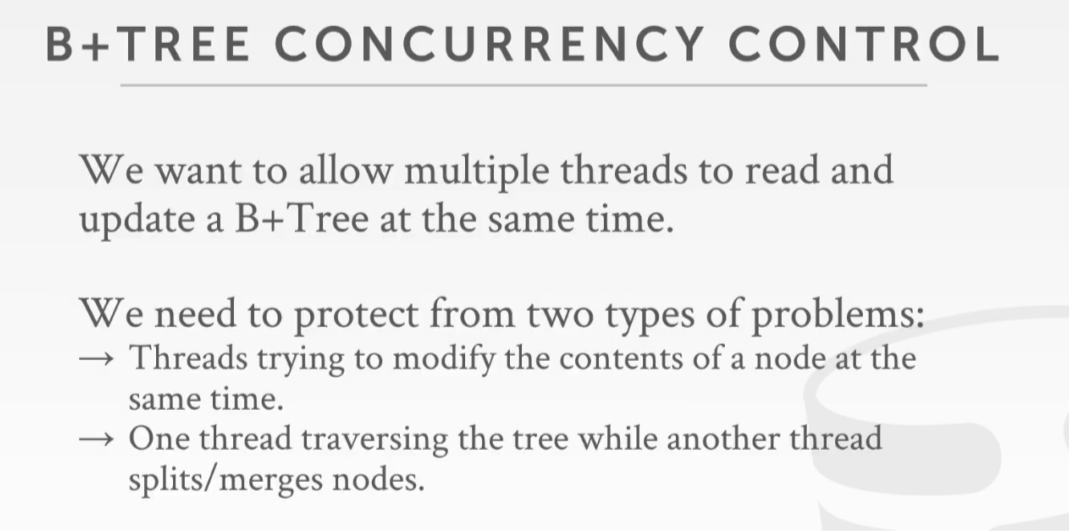 B+TREE CONCURRENCY CONTROL
We want to allow multiple threads to read and
update a B+Tree at the same time.
We need to protect from two types of problems:
→ Threads trying to modify the contents of a node at the
same time.
→ One thread traversing the tree while another thread
splits/merges nodes.